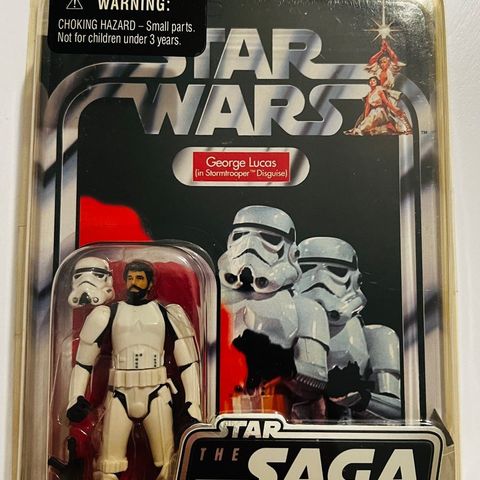 WARNING:
CHOKING HAZARD – Small parts.
Not for children under 3 years.
STAR
WARS
TM
George Lucas
(in Stormtrooper™ Disguise)
STAR
THE
SAGA